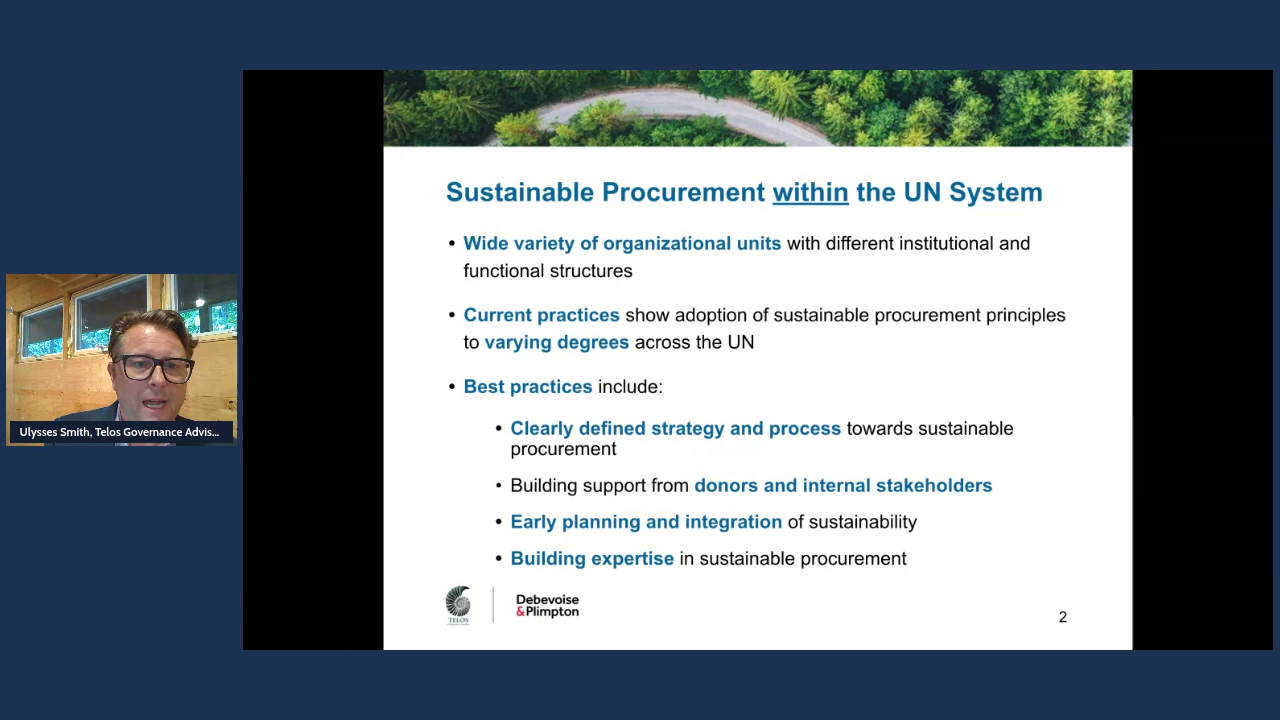 Sustainable Procurement within the UN System
• Wide variety of organizational units with different institutional and
functional structures
• Current practices show adoption of sustainable procurement principles
to varying degrees across the UN
• Best practices include:
• Clearly defined strategy and process towards sustainable
procurement
• Building support from donors and internal stakeholders
• Early planning and integration of sustainability
• Building expertise in sustainable procurement
TELOS
Debevoise
&Plimpton
2
Ulysses Smith, Telos Governance Advis...